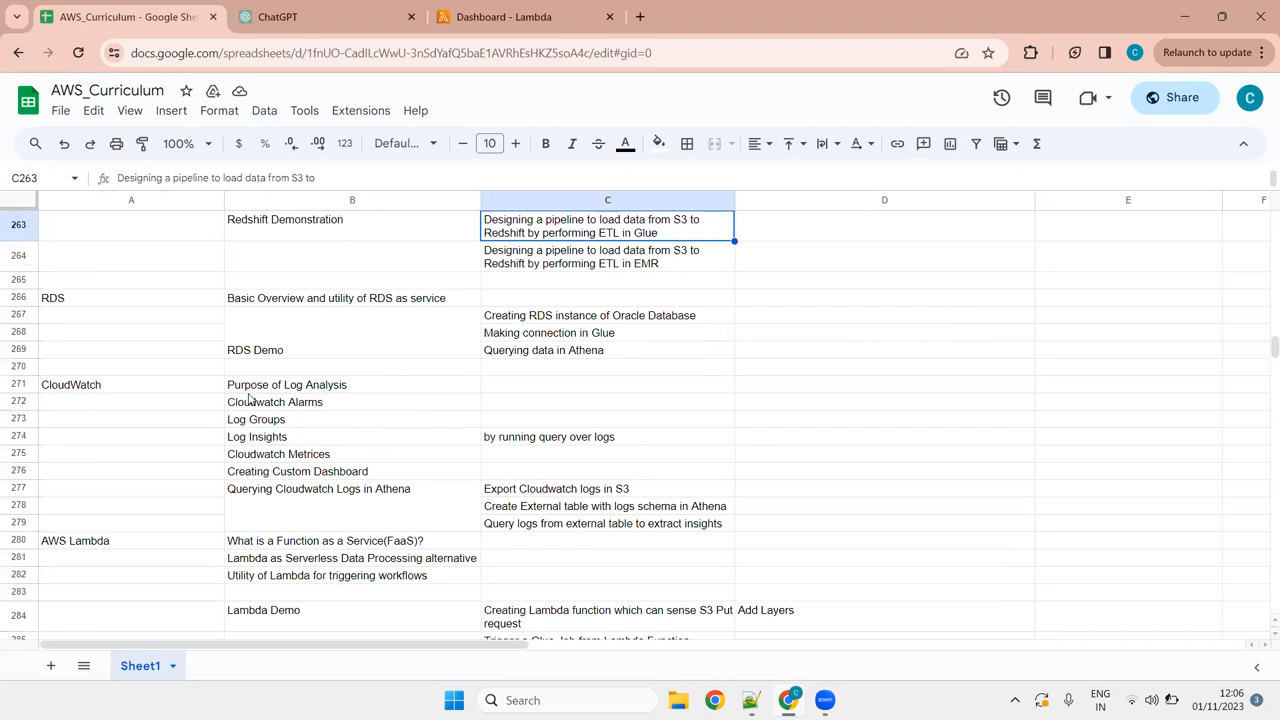 AWS_Curriculum - Google She
ChatGPT
Dashboard - Lambda
docs.google.com/spreadsheets/d/1fnUO-CadILcWwU-3nSdYafQ5baE1AVRhEsHKZ5soA4c/edit#gid=0
Relaunch to update
AWS_Curriculum
File Edit View Insert Format Data Tools Extensions Help
Share
100% $ % .0 .00 123 Defaul... 10 B I A
C263 Designing a pipeline to load data from S3 to
A B C D E F
263 Redshift Demonstration Designing a pipeline to load data from S3 to
Redshift by performing ETL in Glue
264 Designing a pipeline to load data from S3 to
Redshift by performing ETL in EMR
265
266 RDS Basic Overview and utility of RDS as service
267 Creating RDS instance of Oracle Database
268 Making connection in Glue
269 RDS Demo Querying data in Athena
270
271 CloudWatch Purpose of Log Analysis
272 Cloudwatch Alarms
273 Log Groups
274 Log Insights by running query over logs
275 Cloudwatch Metrices
276 Creating Custom Dashboard
277 Querying Cloudwatch Logs in Athena Export Cloudwatch logs in S3
278 Create External table with logs schema in Athena
279 Query logs from external table to extract insights
280 AWS Lambda What is a Function as a Service(FaaS)?
281 Lambda as Serverless Data Processing alternative
282 Utility of Lambda for triggering workflows
283
284 Lambda Demo Creating Lambda function which can sense S3 Put Add Layers
request
285 Trigger a Glue Job from Lambda Function
Sheet1
Search
ENG
IN
12:06
01/11/2023
3